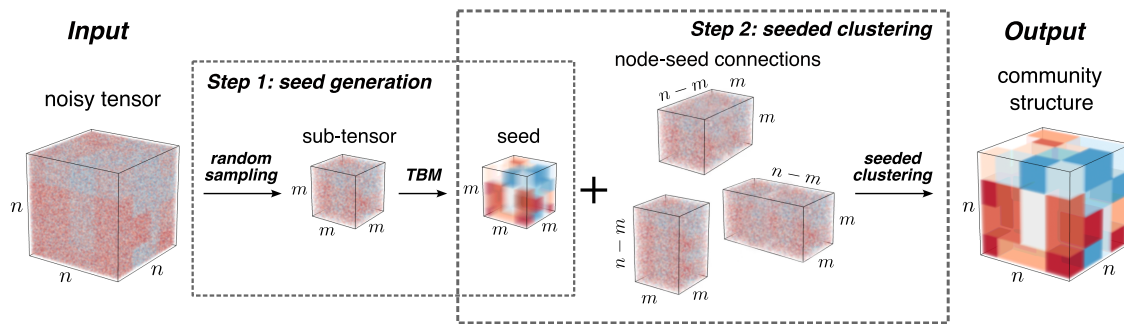 Input
noisy tensor
n
n
n
Step 1: seed generation
random
sampling
sub-tensor
m
m
m
TBM
Step 2: seeded clustering
seed
m
m
m
+
node-seed connections
n − m
m
m
n − m
m
m
n − m
m
m
seeded
clustering
Output
community
structure
n
n
n